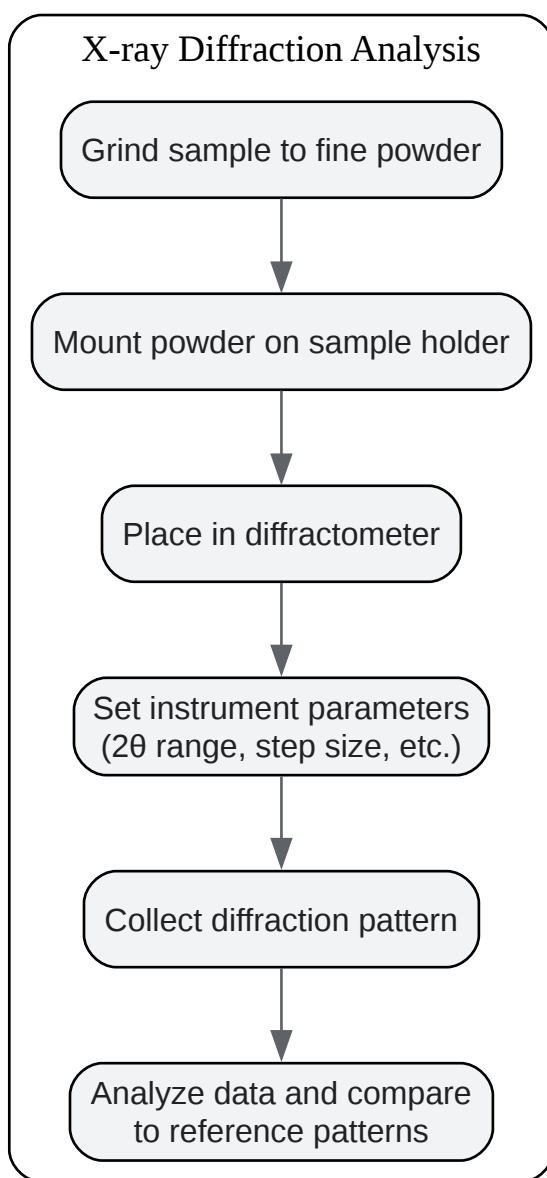 X-ray Diffraction Analysis
Grind sample to fine powder
Mount powder on sample holder
Place in diffractometer
Set instrument parameters
(2θ range, step size, etc.)
Collect diffraction pattern
Analyze data and compare
to reference patterns